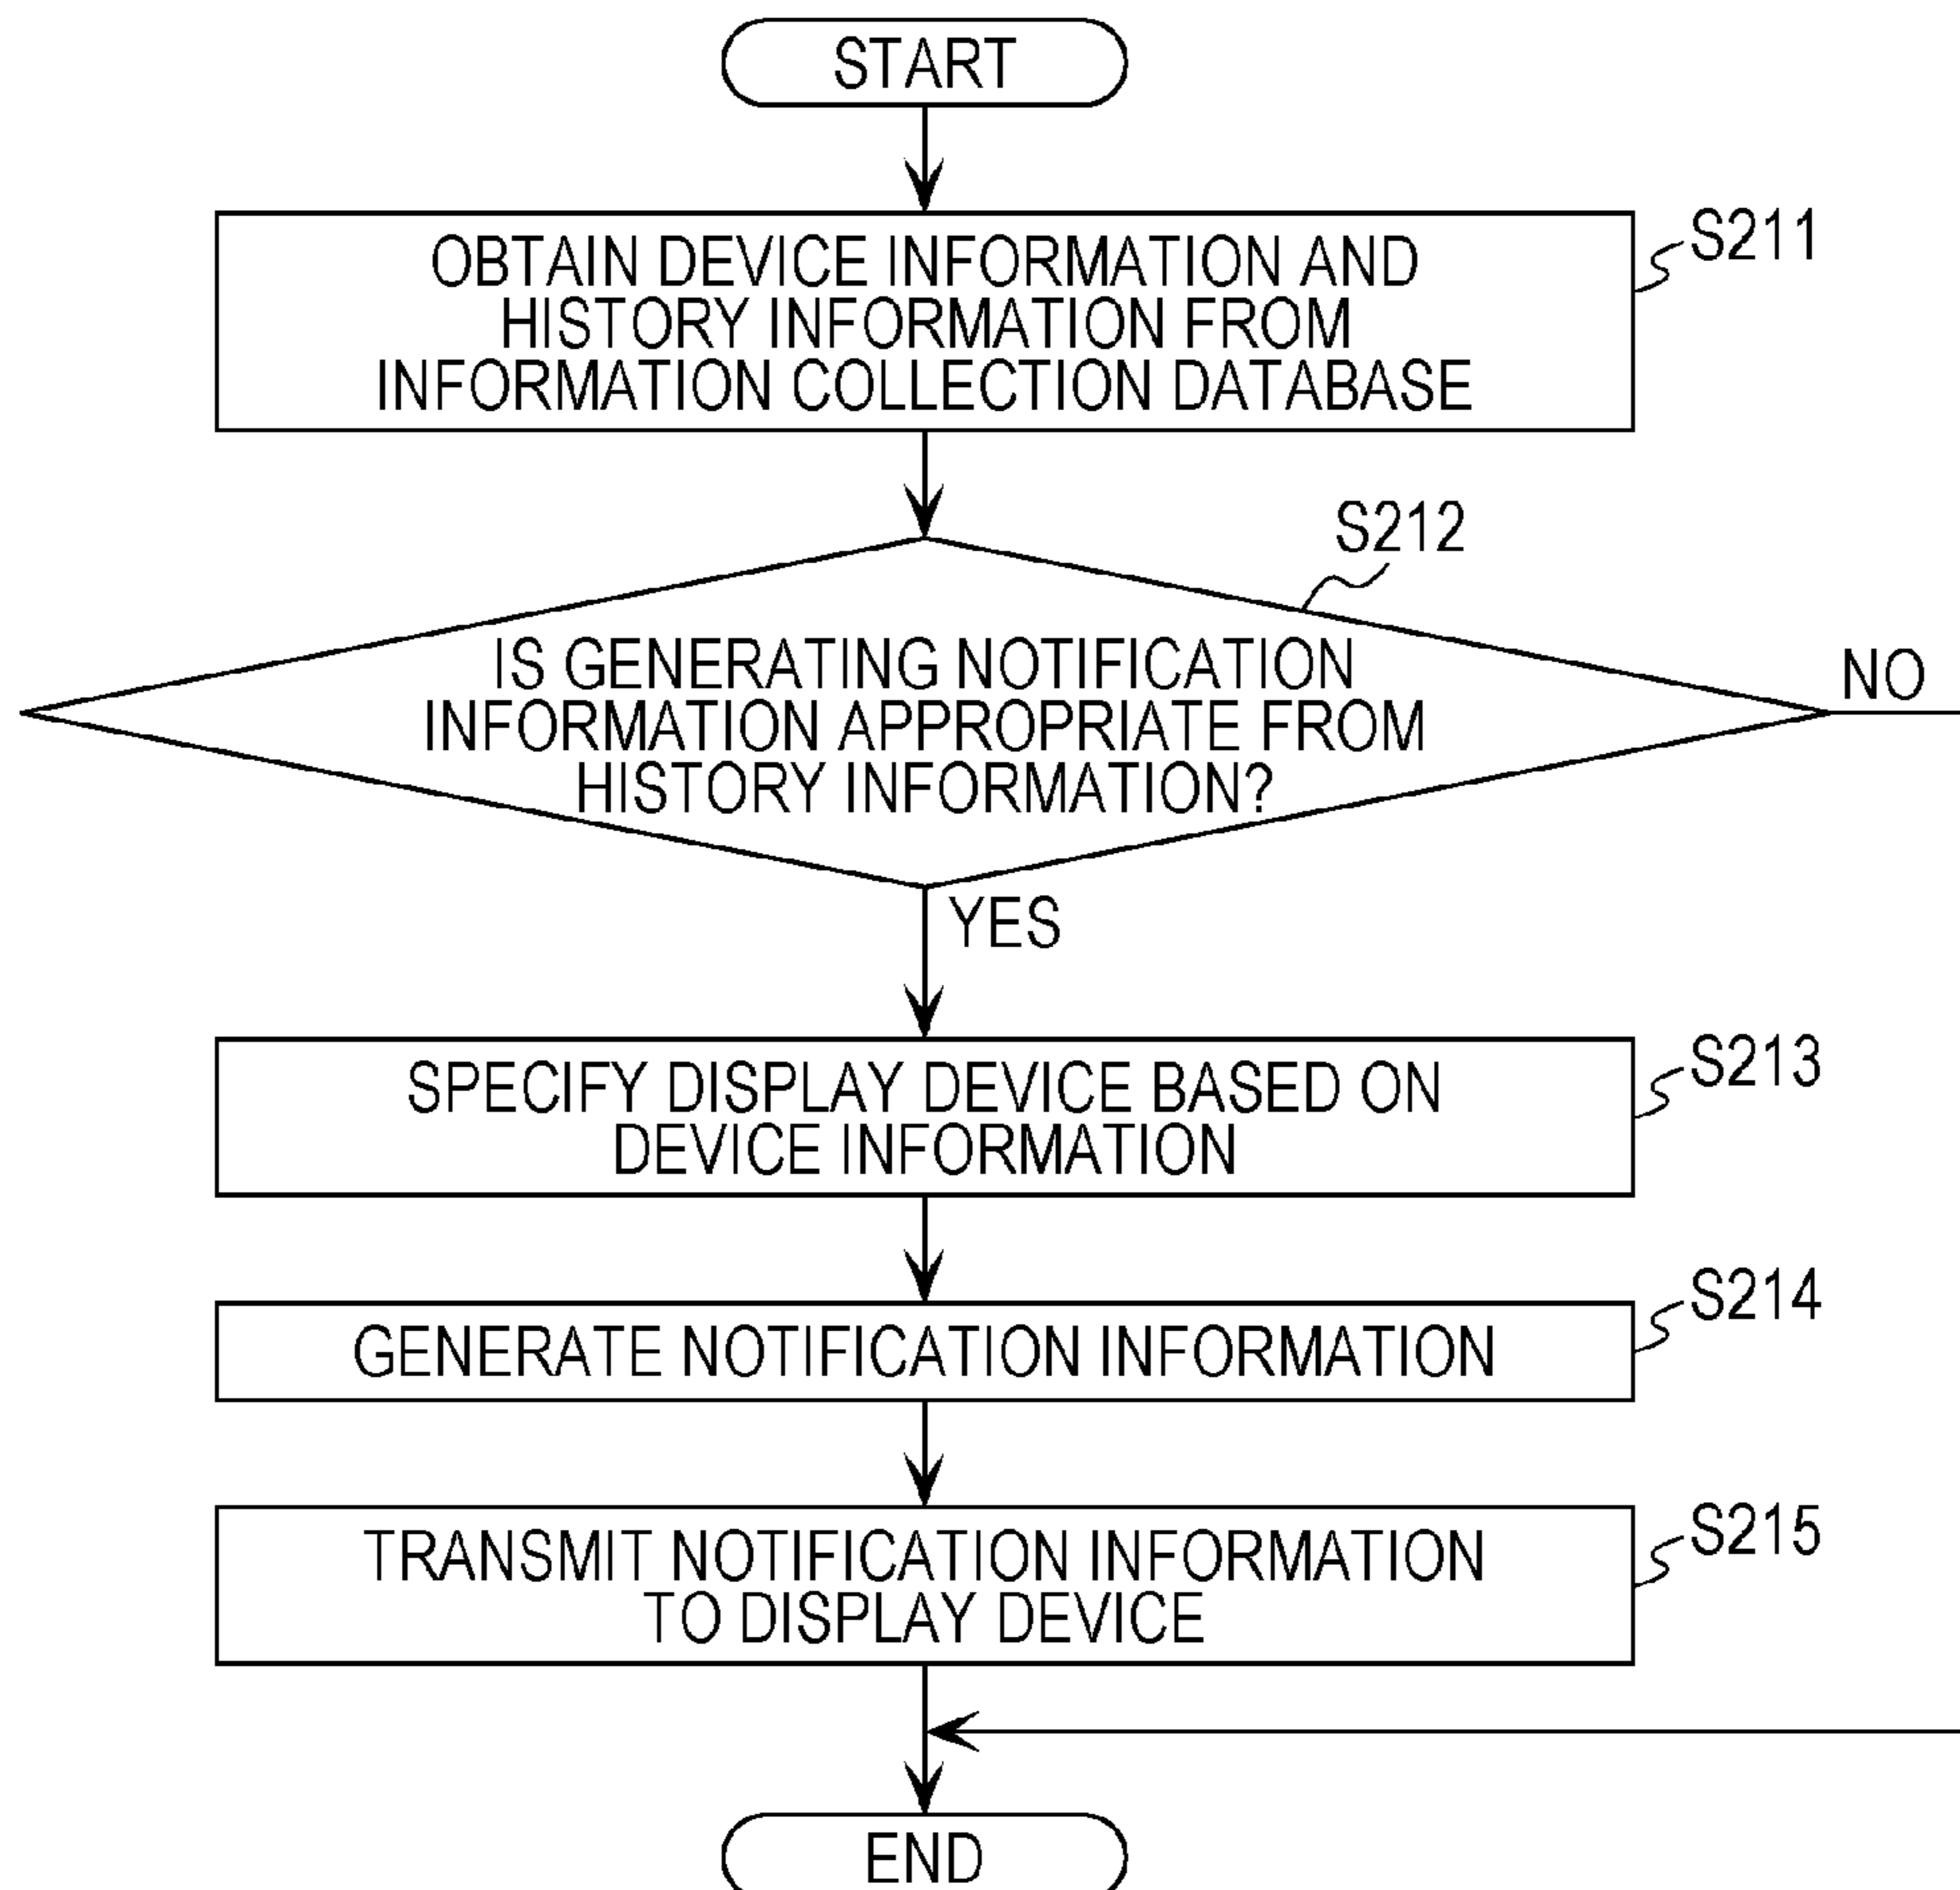 START
S211
OBTAIN DEVICE INFORMATION AND
HISTORY INFORMATION FROM
INFORMATION COLLECTION DATABASE
S212
IS GENERATING NOTIFICATION
INFORMATION APPROPRIATE FROM
HISTORY INFORMATION?
NO
YES
S213
SPECIFY DISPLAY DEVICE BASED ON
DEVICE INFORMATION
S214
GENERATE NOTIFICATION INFORMATION
S215
TRANSMIT NOTIFICATION INFORMATION
TO DISPLAY DEVICE
END